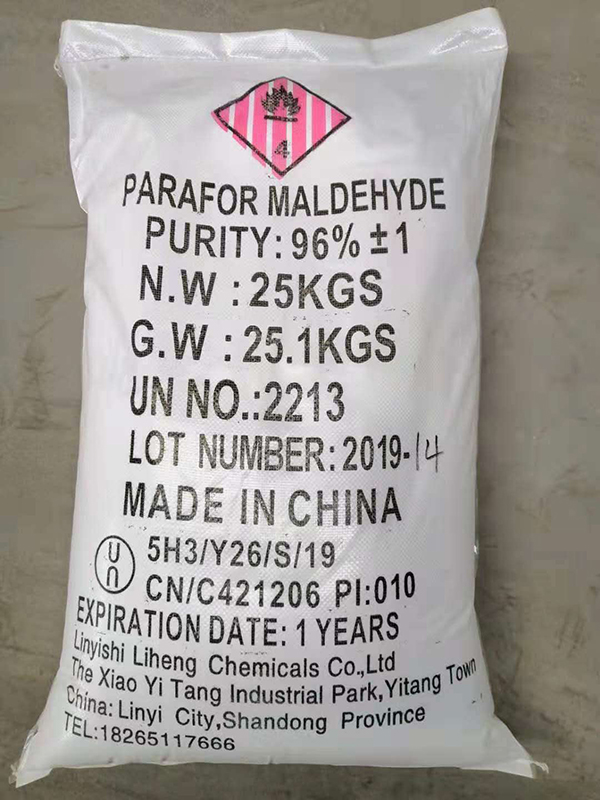 4
PARAFOR MALDEHYDE
PURITY: 96% ±1
N.W : 25KGS
G.W : 25.1KGS
UN NO.:2213
LOT NUMBER: 2019-14
MADE IN CHINA
un 5H3/Y26/S/19
CN/C421206 PI:010
EXPIRATION DATE: 1 YEARS
Linyishi Liheng Chemicals Co.,Ltd
The Xiao Yi Tang Industrial Park,Yitang Town
China: Linyi City,Shandong Province
TEL:18265117666